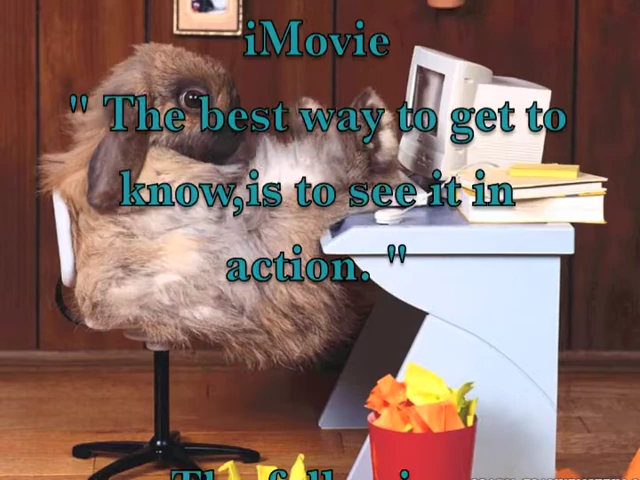 iMovie
" The best way to get to
know,is to see it in
action. "